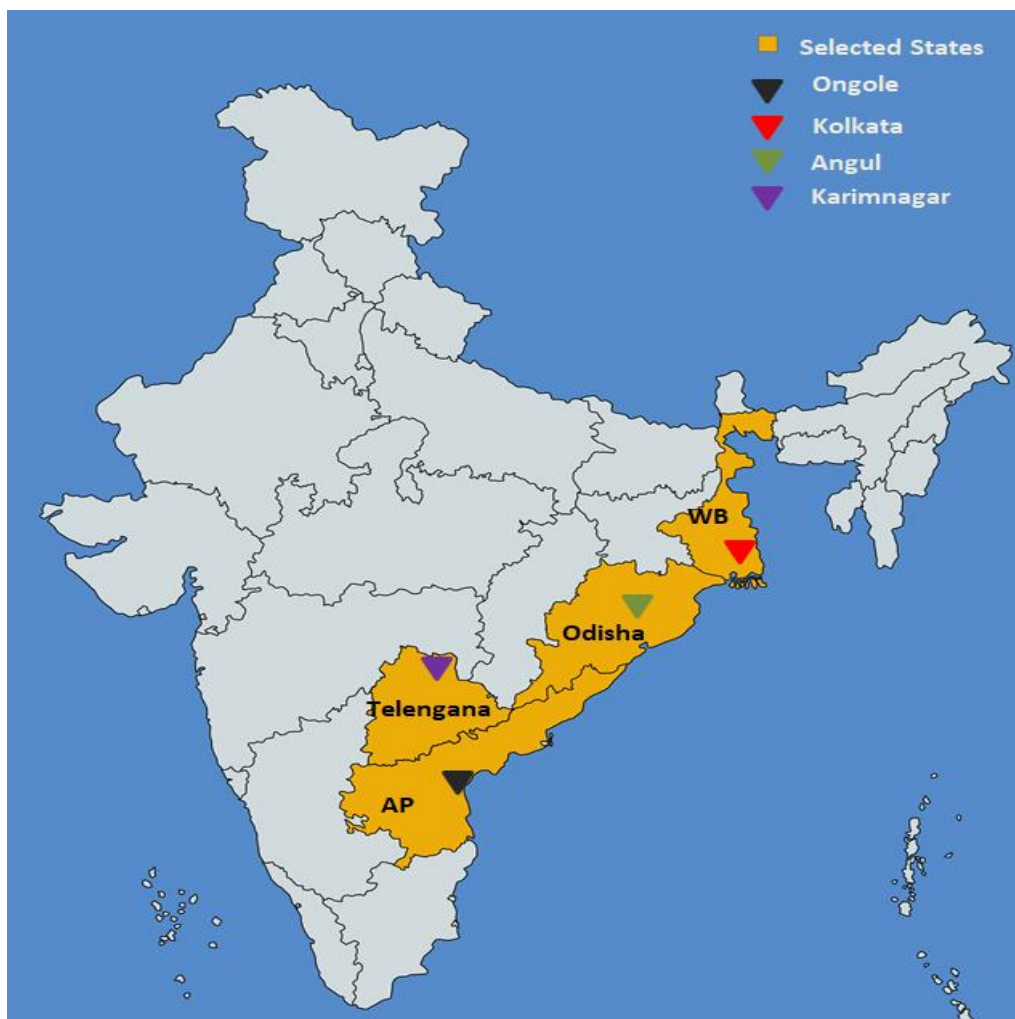 Selected States
Ongole
Kolkata
Angul
Karimnagar
WB
Odisha
Telengana
AP